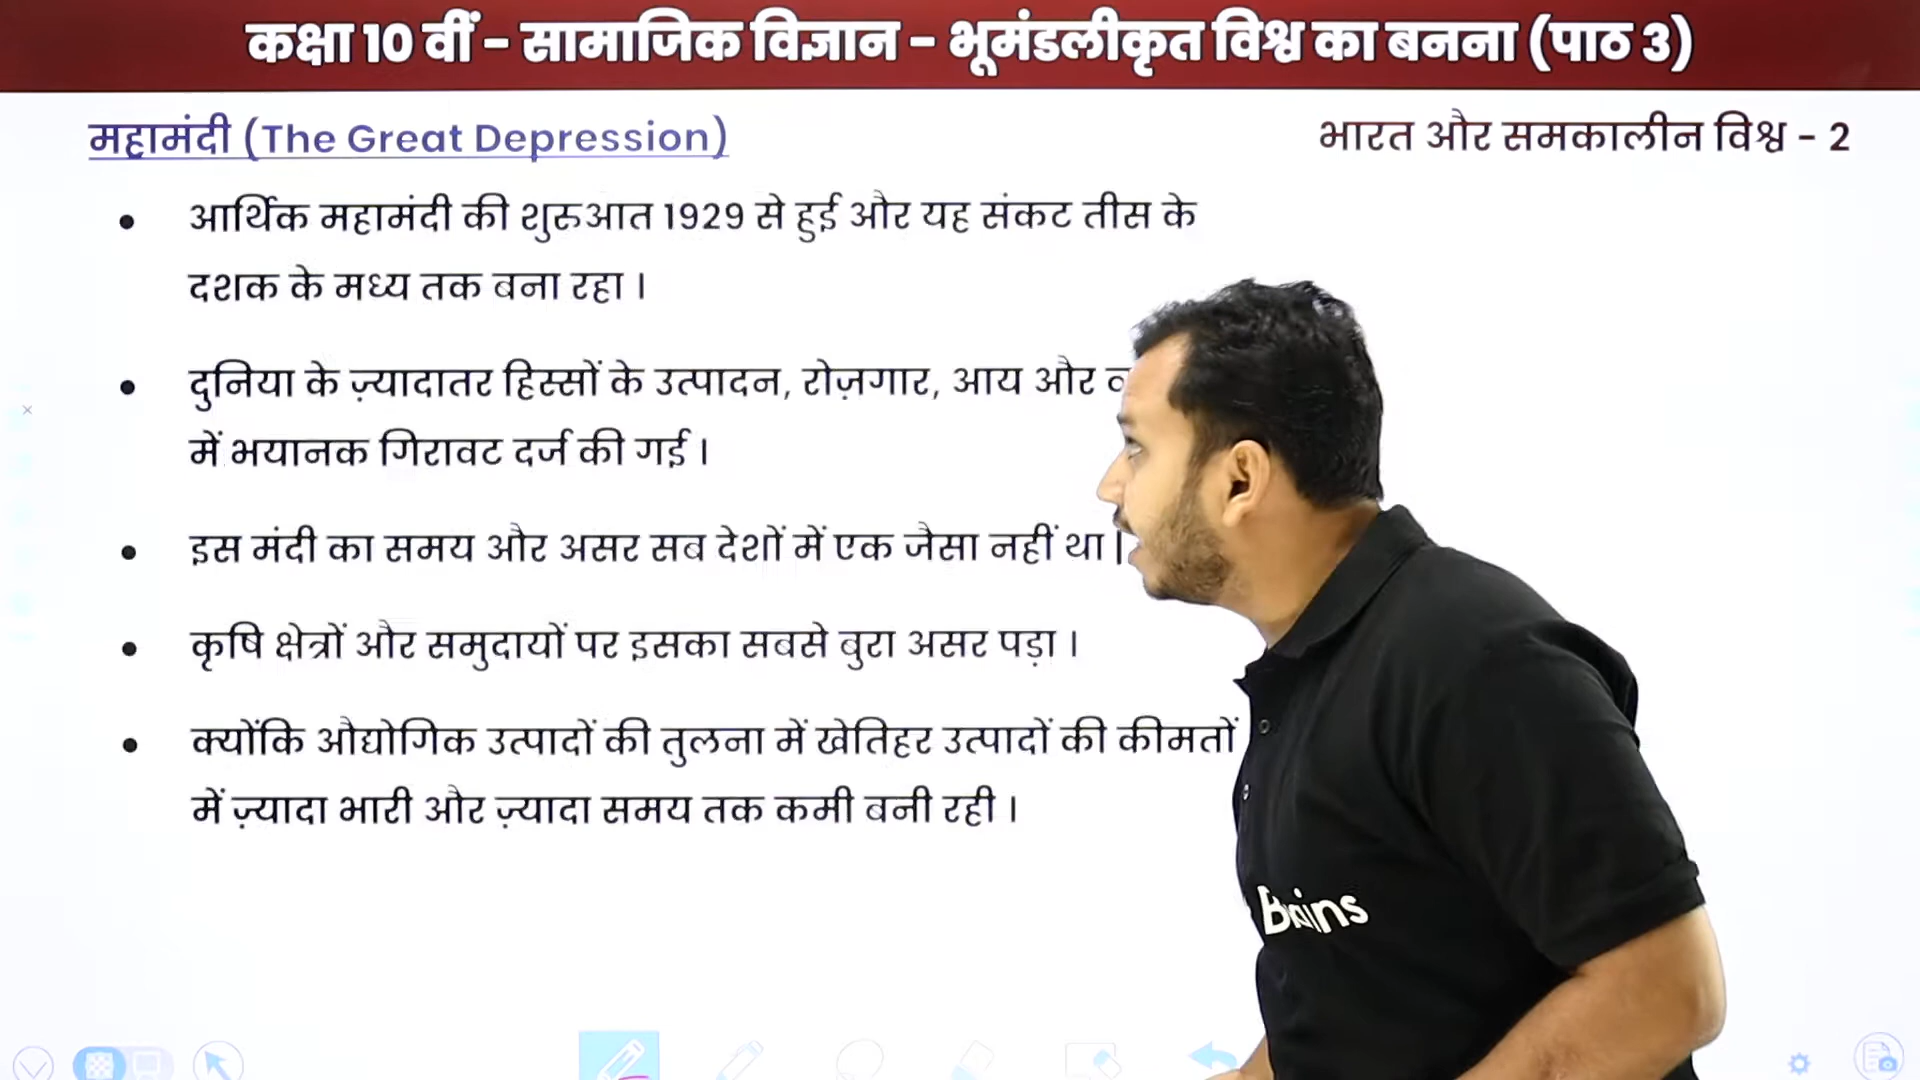 कक्षा 10 वीं - सामाजिक विज्ञान - भूमंडलीकृत विश्व का बनना (पाठ 3)
महामंदी (The Great Depression)
भारत और समकालीन विश्व - 2
• आर्थिक महामंदी की शुरुआत 1929 से हुई और यह संकट तीस के
दशक के मध्य तक बना रहा ।
• दुनिया के ज़्यादातर हिस्सों के उत्पादन, रोज़गार, आय और
में भयानक गिरावट दर्ज की गई ।
• इस मंदी का समय और असर सब देशों में एक जैसा नहीं था |
• कृषि क्षेत्रों और समुदायों पर इसका सबसे बुरा असर पड़ा ।
• क्योंकि औद्योगिक उत्पादों की तुलना में खेतिहर उत्पादों की कीमतों
में ज़्यादा भारी और ज़्यादा समय तक कमी बनी रही ।
Brains